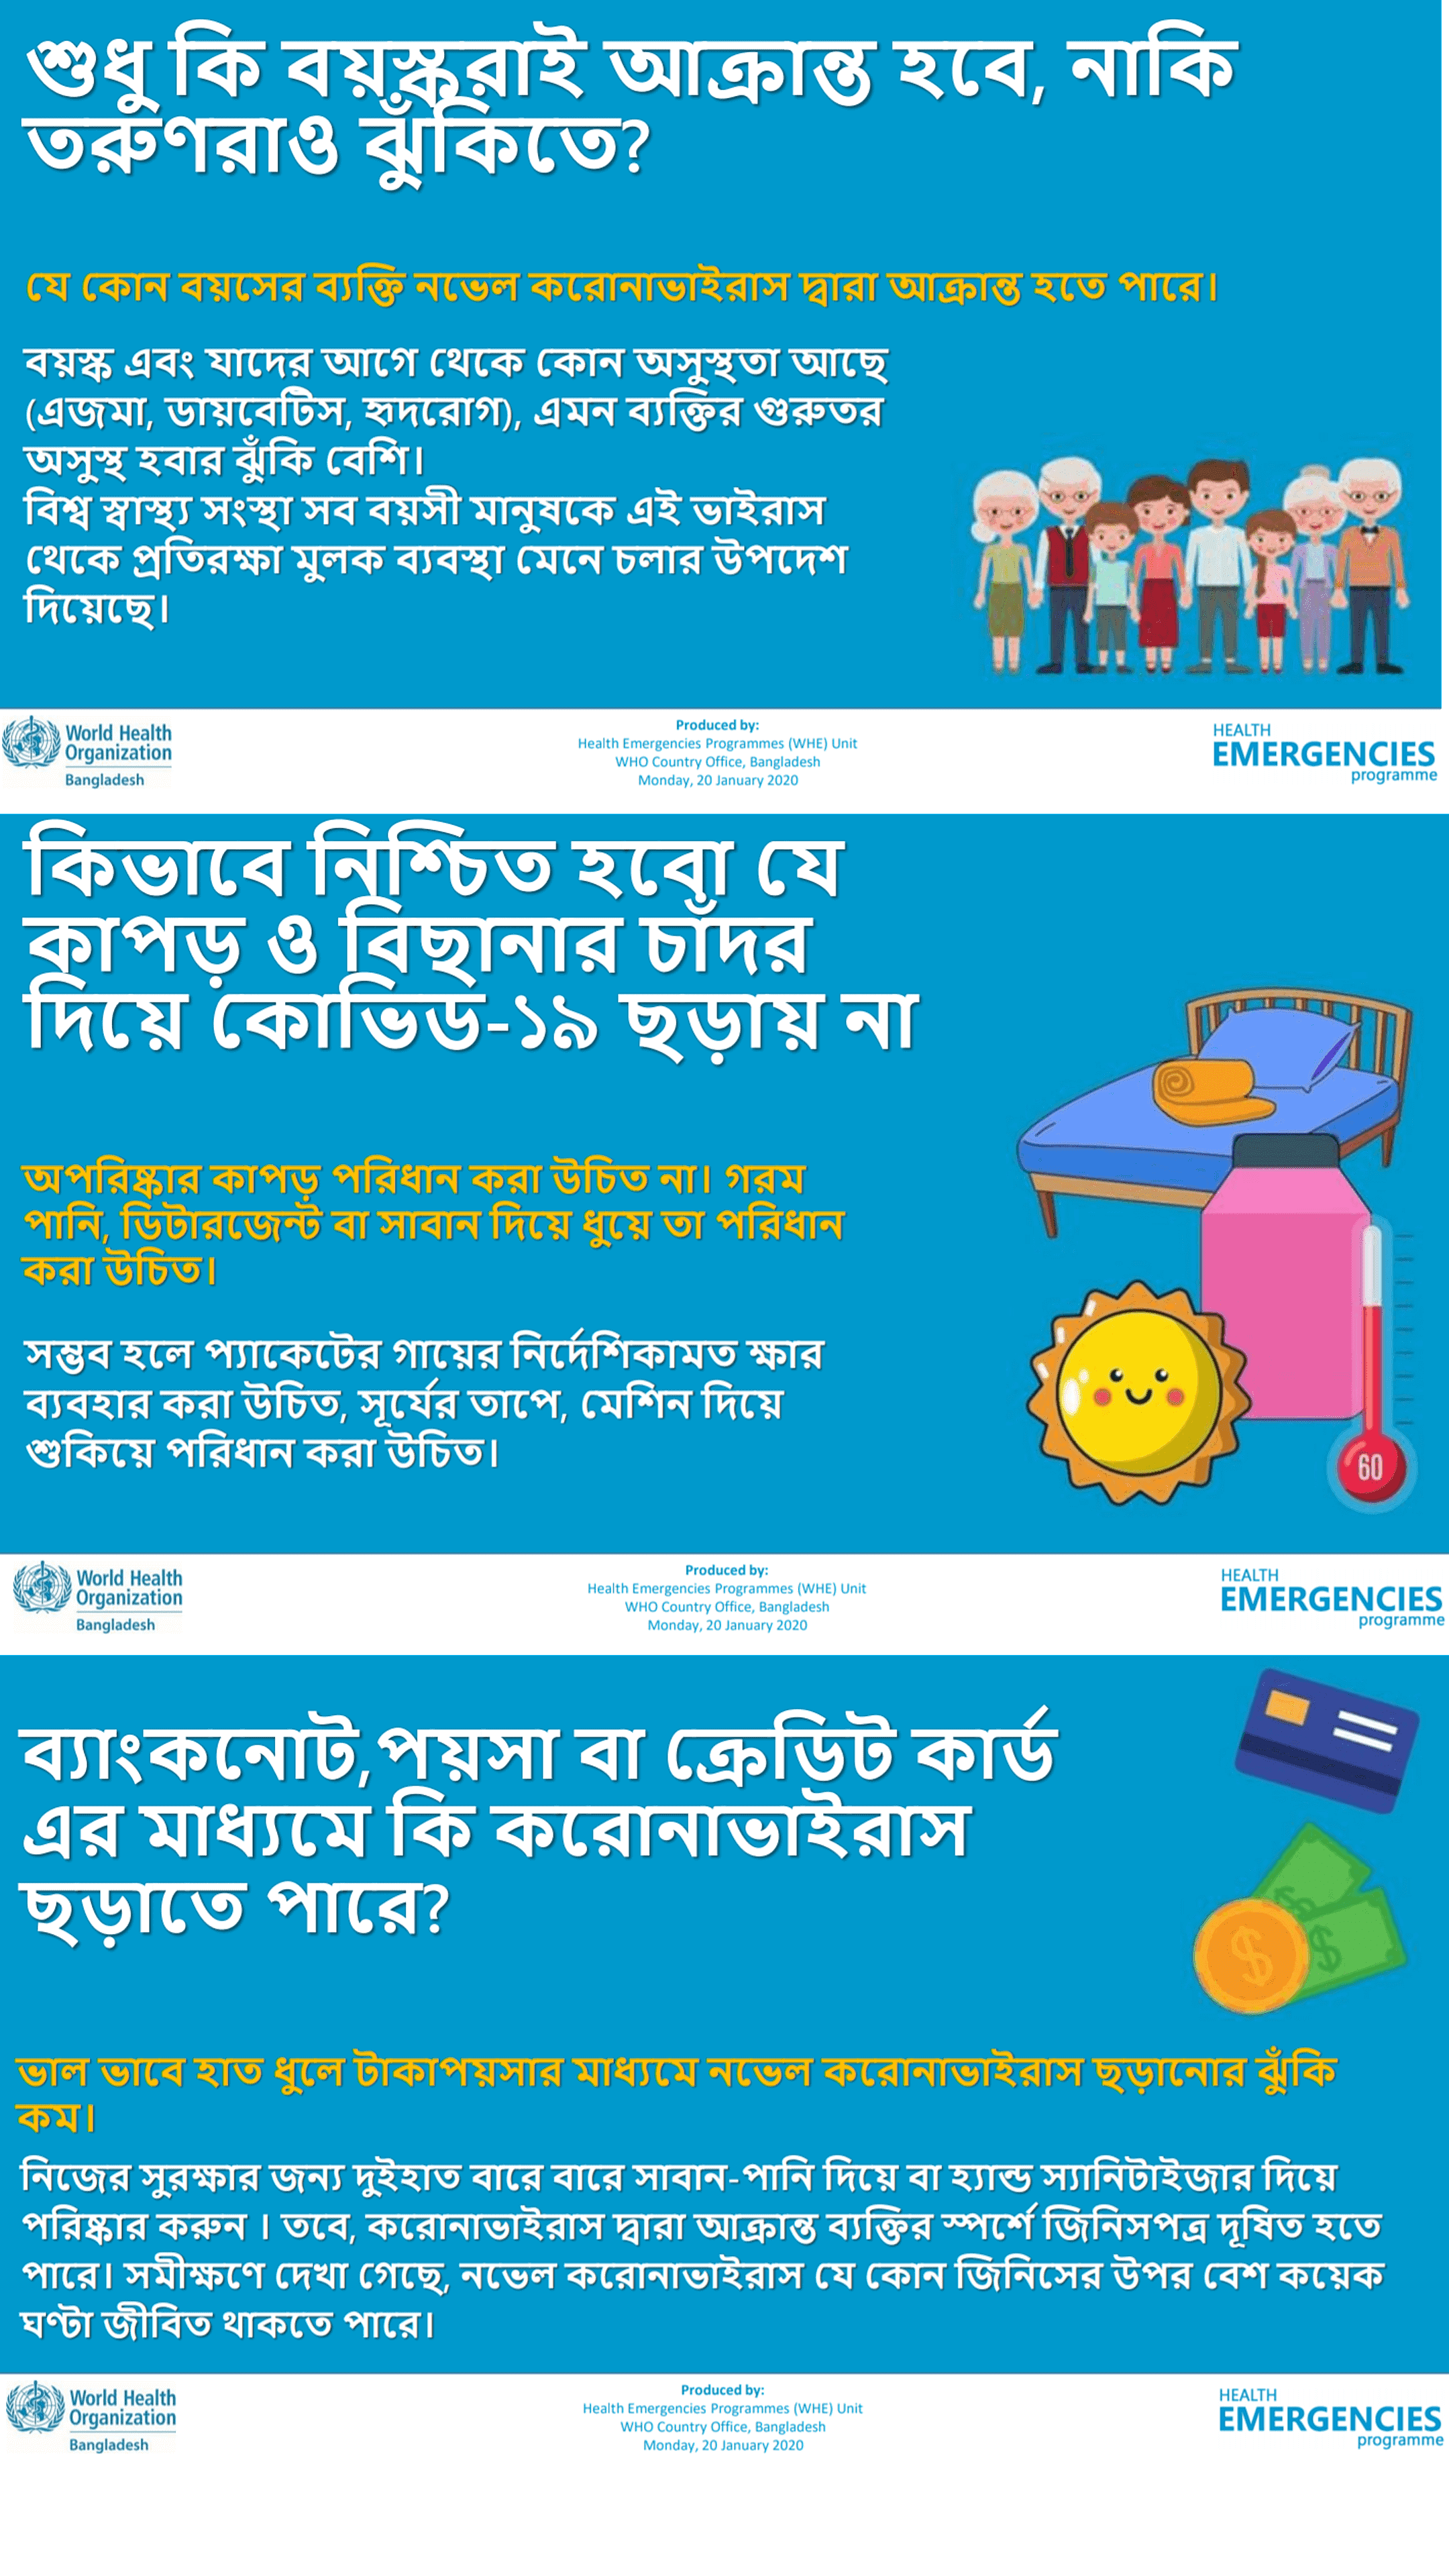 শুধু কি বয়স্করাই আক্রান্ত হবে, নাকি
তরুণরাও ঝুঁকিতে?
যে কোন বয়সের ব্যক্তি নভেল করোনাভাইরাস দ্বারা আক্রান্ত হতে পারে।
বয়স্ক এবং যাদের আগে থেকে কোন অসুস্থতা আছে
(এজমা, ডায়বেটিস, হৃদরোগ), এমন ব্যক্তির গুরুতর
অসুস্থ হবার ঝুঁকি বেশি।
বিশ্ব স্বাস্থ্য সংস্থা সব বয়সী মানুষকে এই ভাইরাস
থেকে প্রতিরক্ষা মুলক ব্যবস্থা মেনে চলার উপদেশ
দিয়েছে।
World Health
Organization
Bangladesh
Produced by:
Health Emergencies Programmes (WHE) Unit
WHO Country Office, Bangladesh
Monday, 20 January 2020
HEALTH
EMERGENCIES
programme
কিভাবে নিশ্চিত হবো যে
কাপড় ও বিছানার চাঁদর
দিয়ে কোভিড-১৯ ছড়ায় না
অপরিষ্কার কাপড় পরিধান করা উচিত না। গরম
পানি, ডিটারজেন্ট বা সাবান দিয়ে ধুয়ে তা পরিধান
করা উচিত।
সম্ভব হলে প্যাকেটের গায়ের নির্দেশিকামত ক্ষার
ব্যবহার করা উচিত, সূর্যের তাপে, মেশিন দিয়ে
শুকিয়ে পরিধান করা উচিত।
60
World Health
Organization
Bangladesh
Produced by:
Health Emergencies Programmes (WHE) Unit
WHO Country Office, Bangladesh
Monday, 20 January 2020
HEALTH
EMERGENCIES
programme
ব্যাংকনোট,পয়সা বা ক্রেডিট কার্ড
এর মাধ্যমে কি করোনাভাইরাস
ছড়াতে পারে?
ভাল ভাবে হাত ধুলে টাকাপয়সার মাধ্যমে নভেল করোনাভাইরাস ছড়ানোর ঝুঁকি
কম।
নিজের সুরক্ষার জন্য দুইহাত বারে বারে সাবান-পানি দিয়ে বা হ্যান্ড স্যানিটাইজার দিয়ে
পরিষ্কার করুন । তবে, করোনাভাইরাস দ্বারা আক্রান্ত ব্যক্তির স্পর্শে জিনিসপত্র দূষিত হতে
পারে। সমীক্ষণে দেখা গেছে, নভেল করোনাভাইরাস যে কোন জিনিসের উপর বেশ কয়েক
ঘণ্টা জীবিত থাকতে পারে।
World Health
Organization
Bangladesh
Produced by:
Health Emergencies Programmes (WHE) Unit
WHO Country Office, Bangladesh
Monday, 20 January 2020
HEALTH
EMERGENCIES
programme